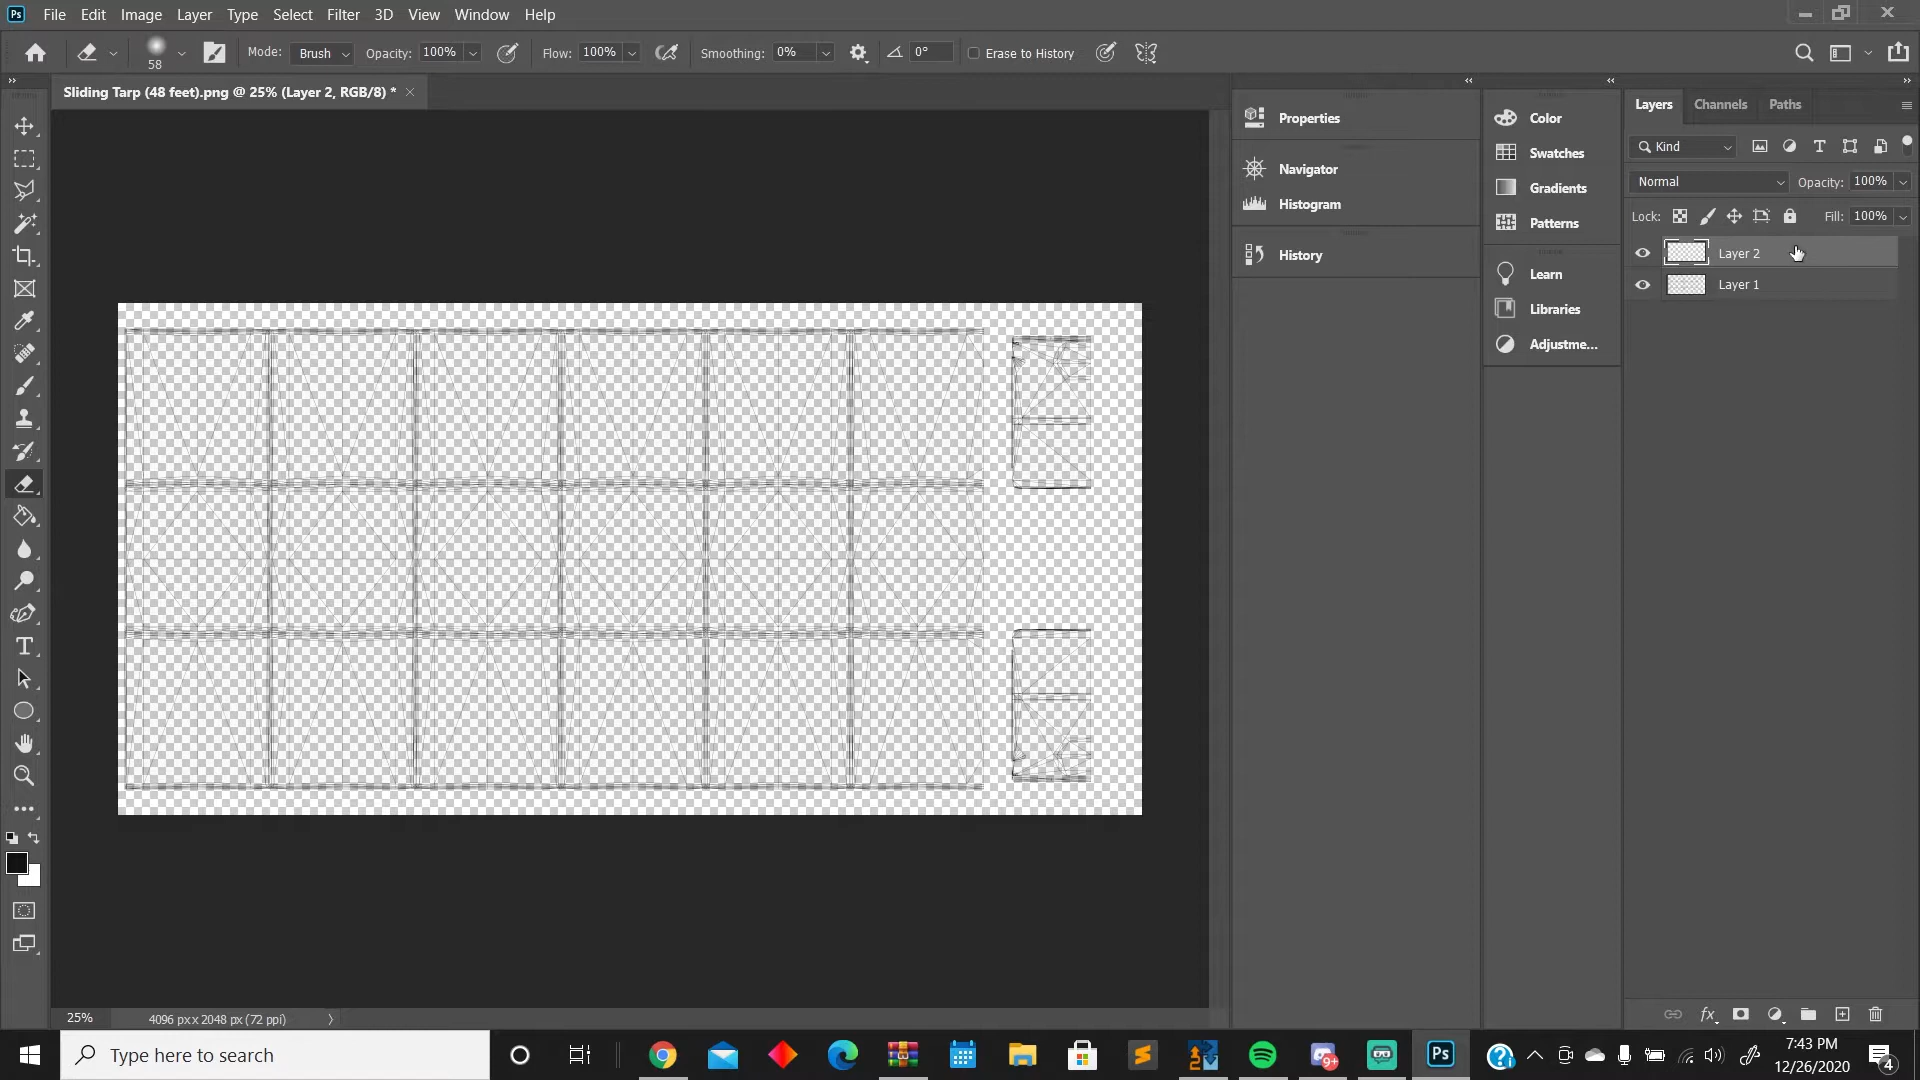 Ps File Edit Image Layer Type Select Filter 3D View Window Help
58 Mode: Brush Opacity: 100% Flow: 100% Smoothing: 0% 0° Erase to History
Sliding Tarp (48 feet).png @ 25% (Layer 2, RGB/8) *
Properties
Navigator
Histogram
History
Color
Swatches
Gradients
Patterns
Learn
Libraries
Adjustme...
Layers Channels Paths
Kind
Normal Opacity: 100%
Lock: Fill: 100%
Layer 2
Layer 1
25% 4096 px x 2048 px (72 ppi)
Type here to search
9+
Ps
7:43 PM
12/26/2020
4